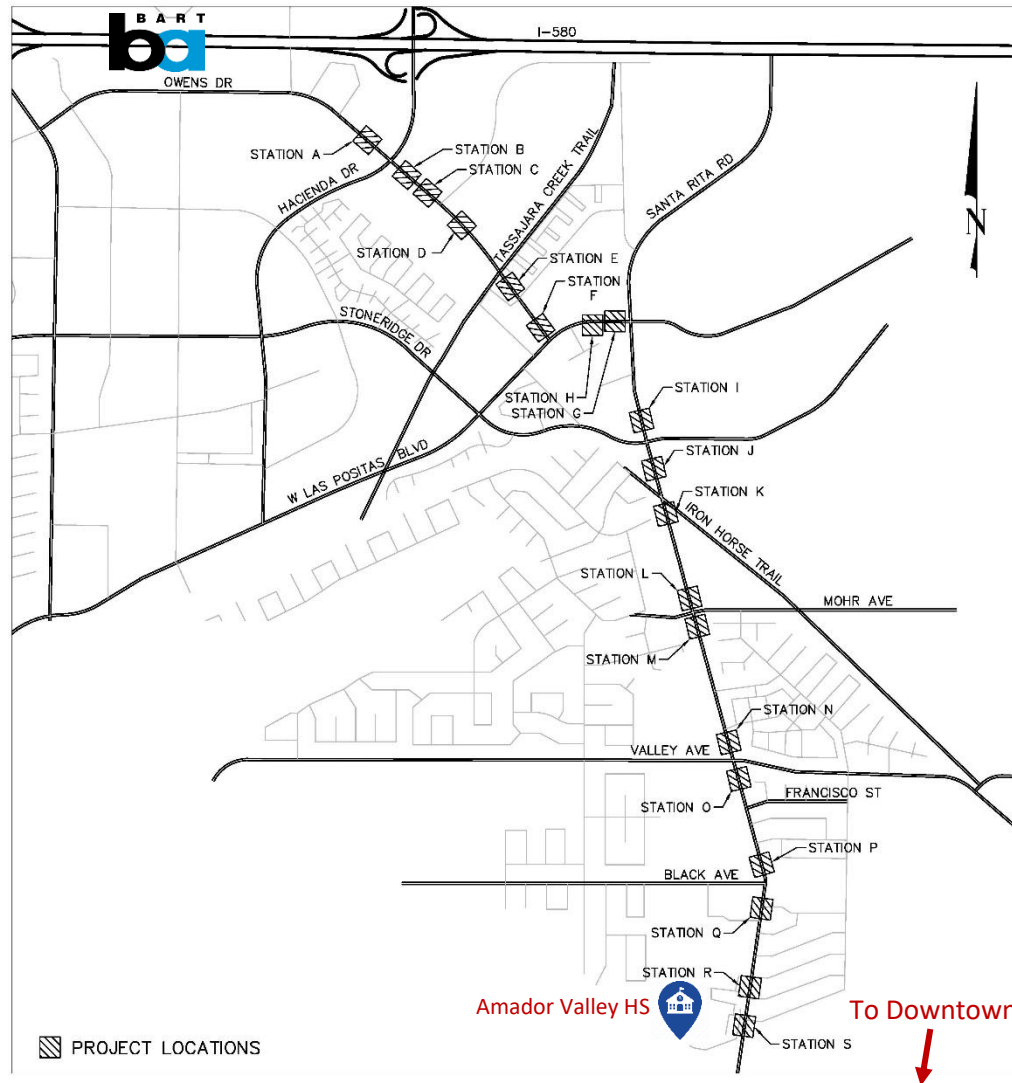 BART
ba
I-580
OWENS DR
STATION A
STATION B
STATION C
HACIENDA DR
STATION D
TASSAJARA CREEK TRAIL
SANTA RITA RD
N
STATION E
STATION
F
STONERIDGE DR
STATION H
STATION G
STATION I
W LAS POSITAS BLVD
STATION J
STATION K
IRON HORSE TRAIL
STATION L
MOHR AVE
STATION M
STATION N
VALLEY AVE
STATION O
FRANCISCO ST
STATION P
BLACK AVE
STATION Q
STATION R
Amador Valley HS
To Downtown
STATION S
PROJECT LOCATIONS